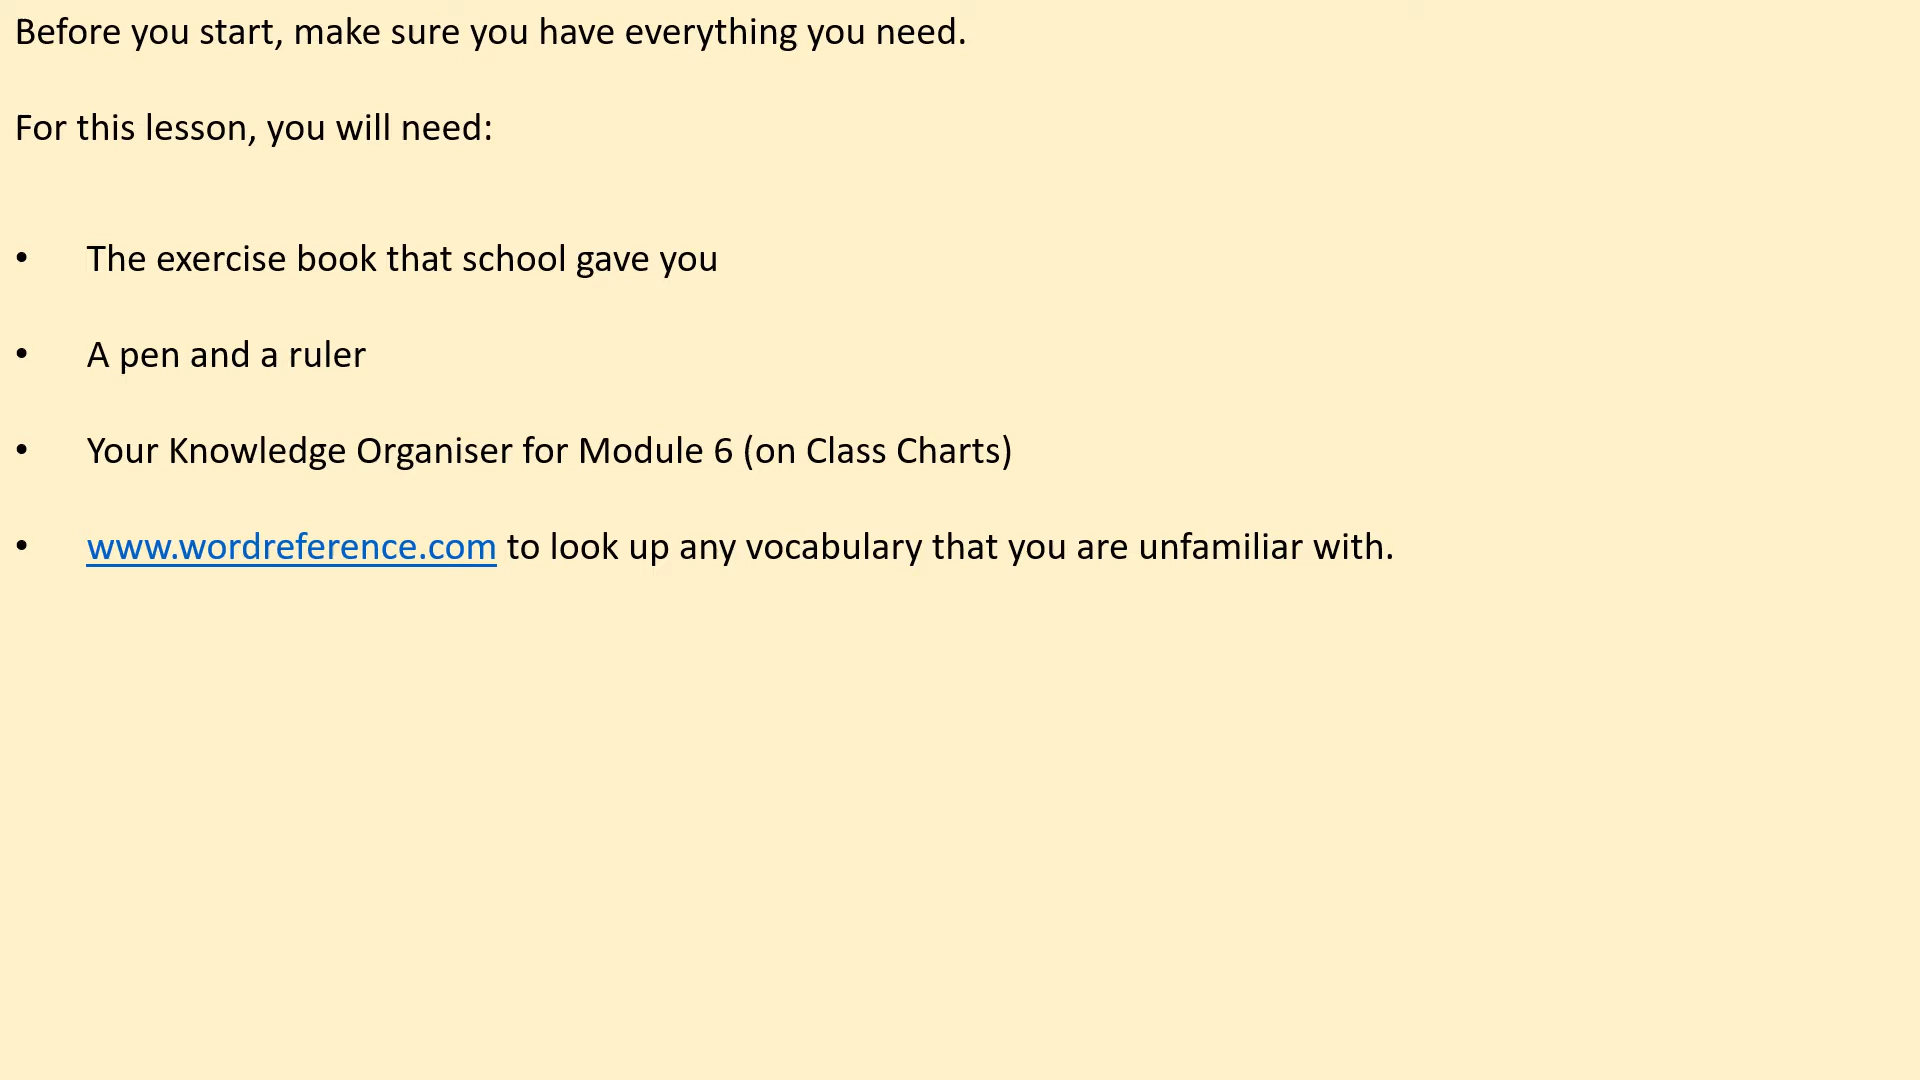 Before you start, make sure you have everything you need.
For this lesson, you will need:
• The exercise book that school gave you
• A pen and a ruler
• Your Knowledge Organiser for Module 6 (on Class Charts)
• www.wordreference.com to look up any vocabulary that you are unfamiliar with.